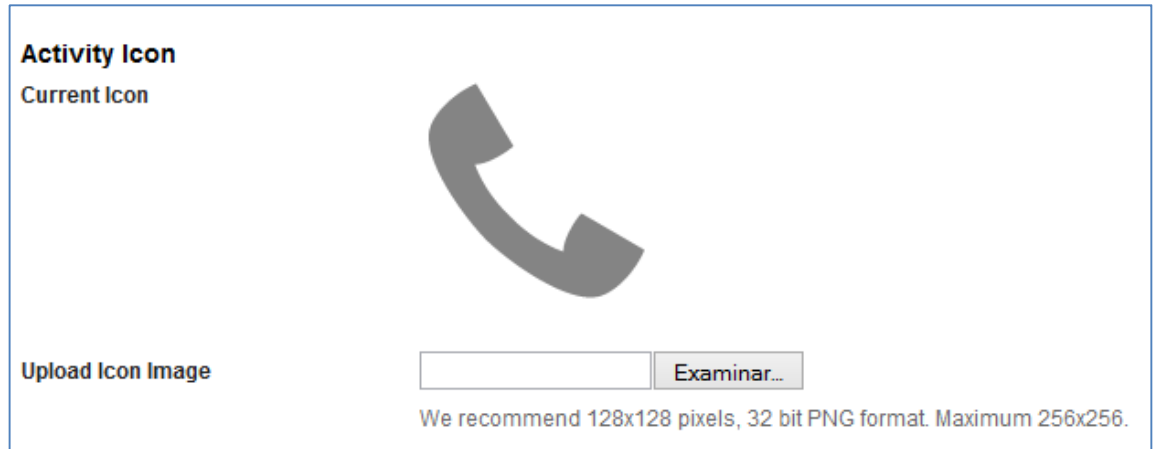 Activity Icon
Current Icon
Upload Icon Image
Examinar...
We recommend 128x128 pixels, 32 bit PNG format. Maximum 256x256.